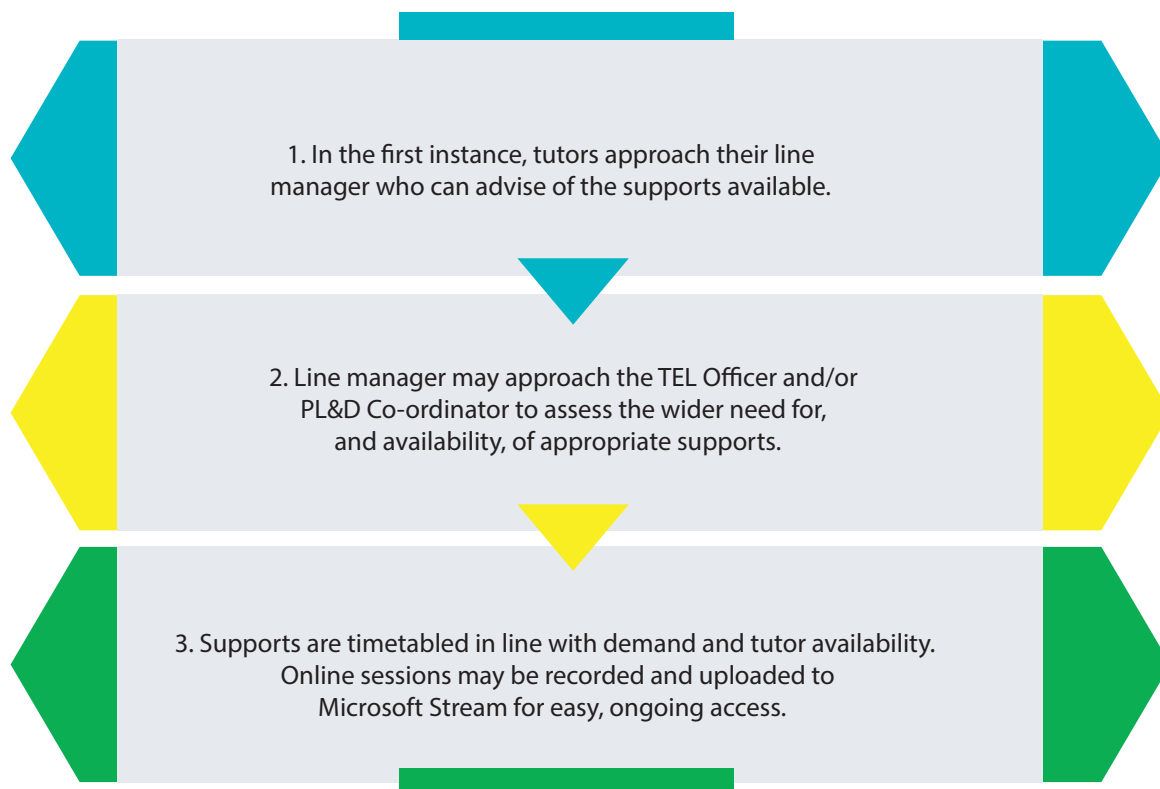 1. In the first instance, tutors approach their line
manager who can advise of the supports available.
2. Line manager may approach the TEL Officer and/or
PL&D Co-ordinator to assess the wider need for,
and availability, of appropriate supports.
3. Supports are timetabled in line with demand and tutor availability.
Online sessions may be recorded and uploaded to
Microsoft Stream for easy, ongoing access.